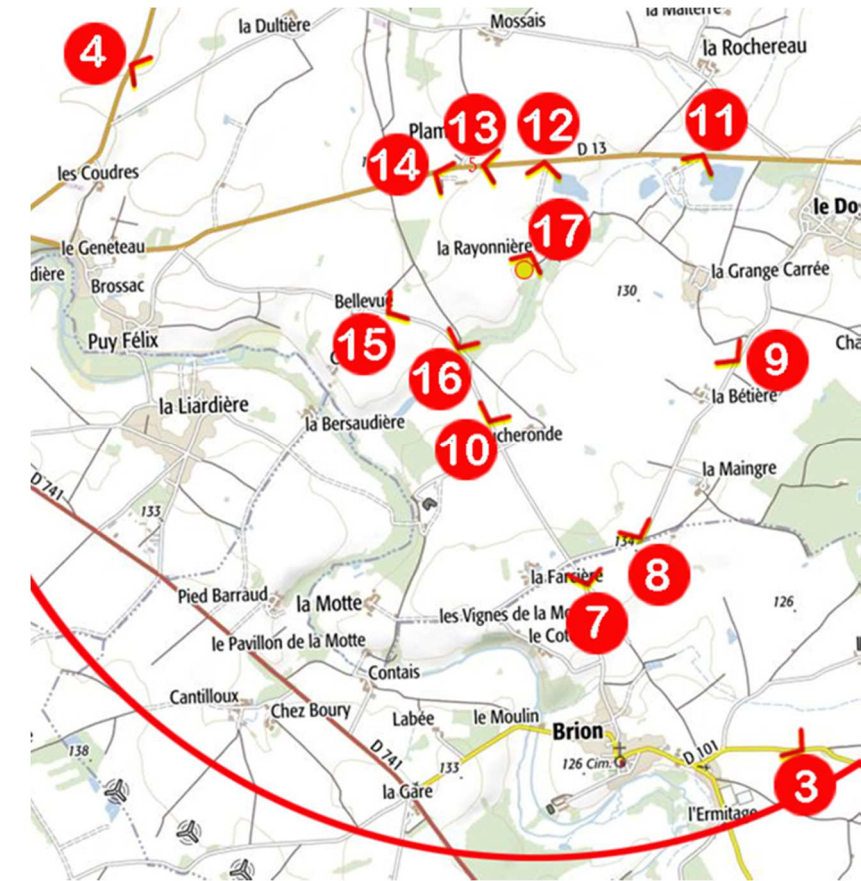 la Dultière
Mossais
la Rochereau
4
11
13
12
Plam
D 13
14
5
les Coudres
le Do
17
la Rayonnière
le Geneteau
dière
la Grange Carrée
Brossac
130
Bellevue
Puy Félix
15
9
Cha
16
la Bétière
la Liardière
la Bersaudière
cheronde
10
la Maingre
D 741
133
134
la Farsière
8
Pied Barraud
la Motte
126
les Vignes de la Mo
7
le Cot
le Pavillon de la Motte
Contais
Cantilloux
Chez Boury
Labée
le Moulin
Brion
D 741
D 101
138
133
126 Cim.
3
la Gare
l'Ermitage